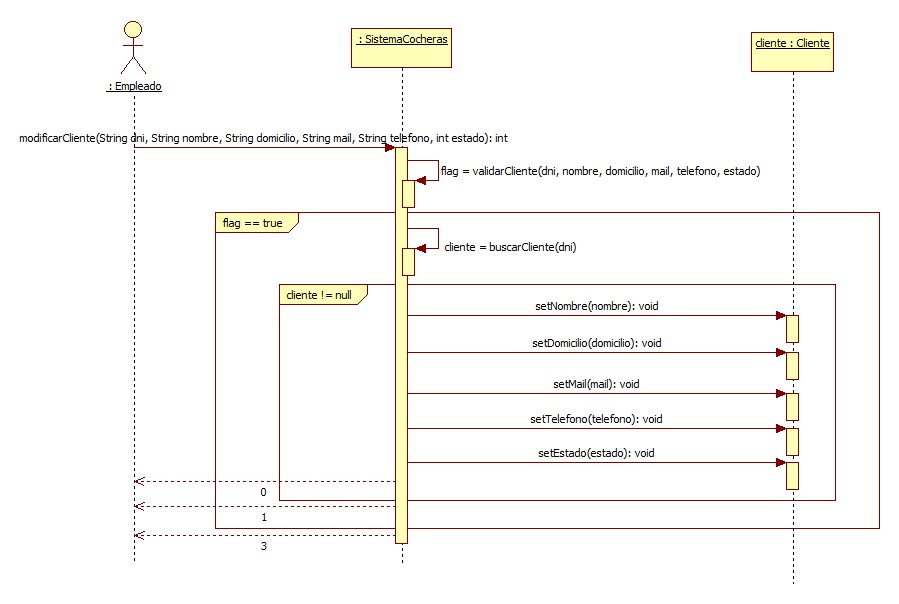 : SistemaCocheras
cliente : Cliente
: Empleado
modificarCliente(String dni, String nombre, String domicilio, String mail, String telefono, int estado): int
flag = validarCliente(dni, nombre, domicilio, mail, telefono, estado)
flag == true
cliente = buscarCliente(dni)
cliente != null
setNombre(nombre): void
setDomicilio(domicilio): void
setMail(mail): void
setTelefono(telefono): void
setEstado(estado): void
0
1
3